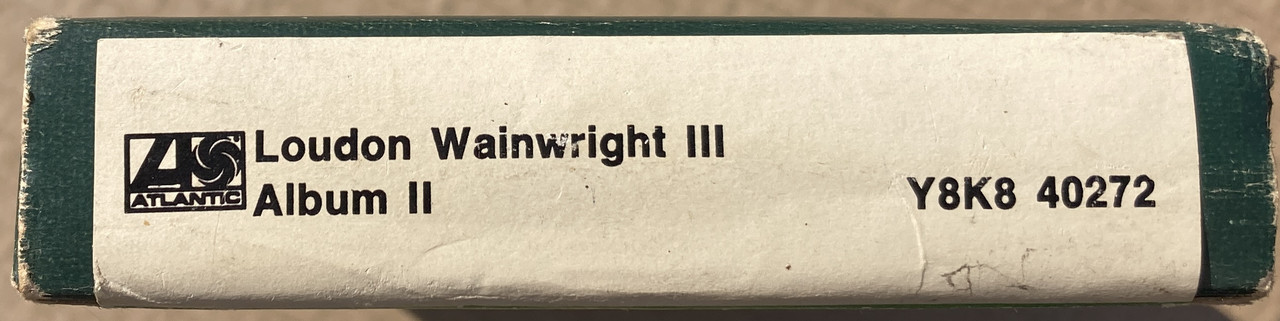 Loudon Wainwright III
Album II
ATLANTIC
Y8K8 40272